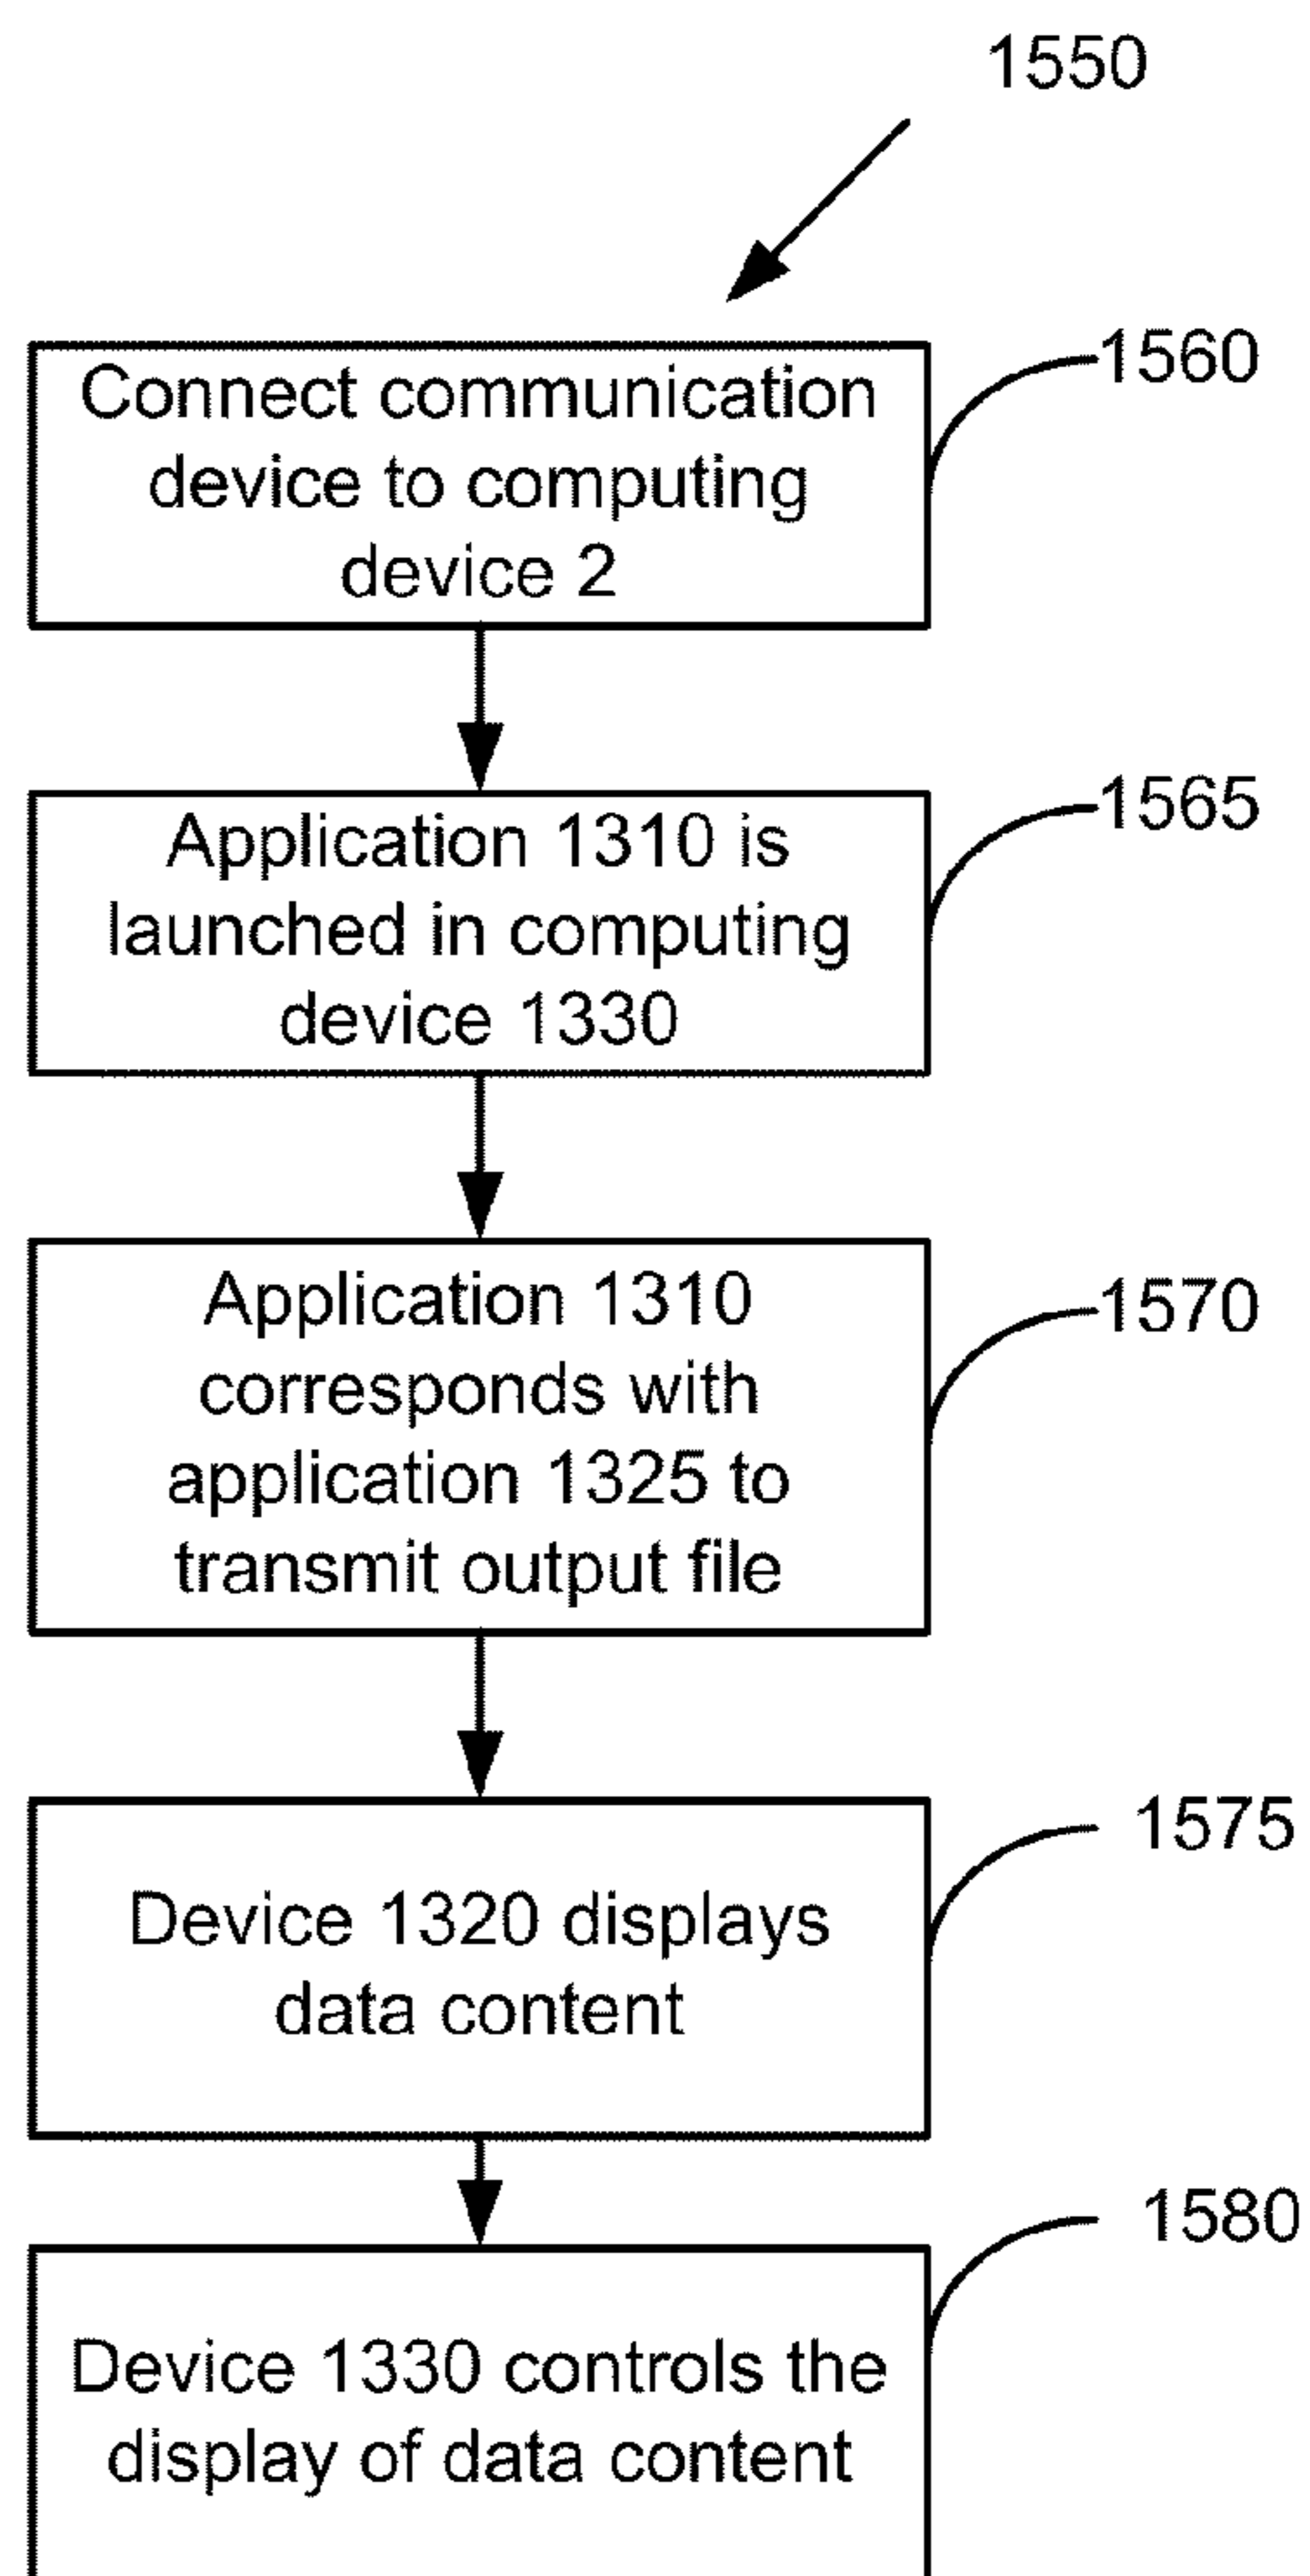 1550
Connect communication
device to computing
device 2
1560
Application 1310 is
launched in computing
device 1330
1565
Application 1310
corresponds with
application 1325 to
transmit output file
1570
Device 1320 displays
data content
1575
Device 1330 controls the
display of data content
1580